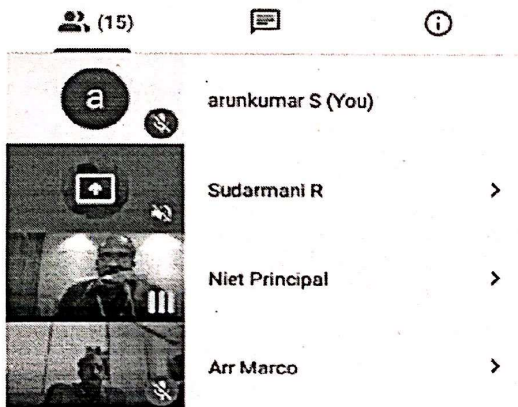 (15)
a
arunkumar S (You)
Sudarmani R
Niet Principal
Arr Marco